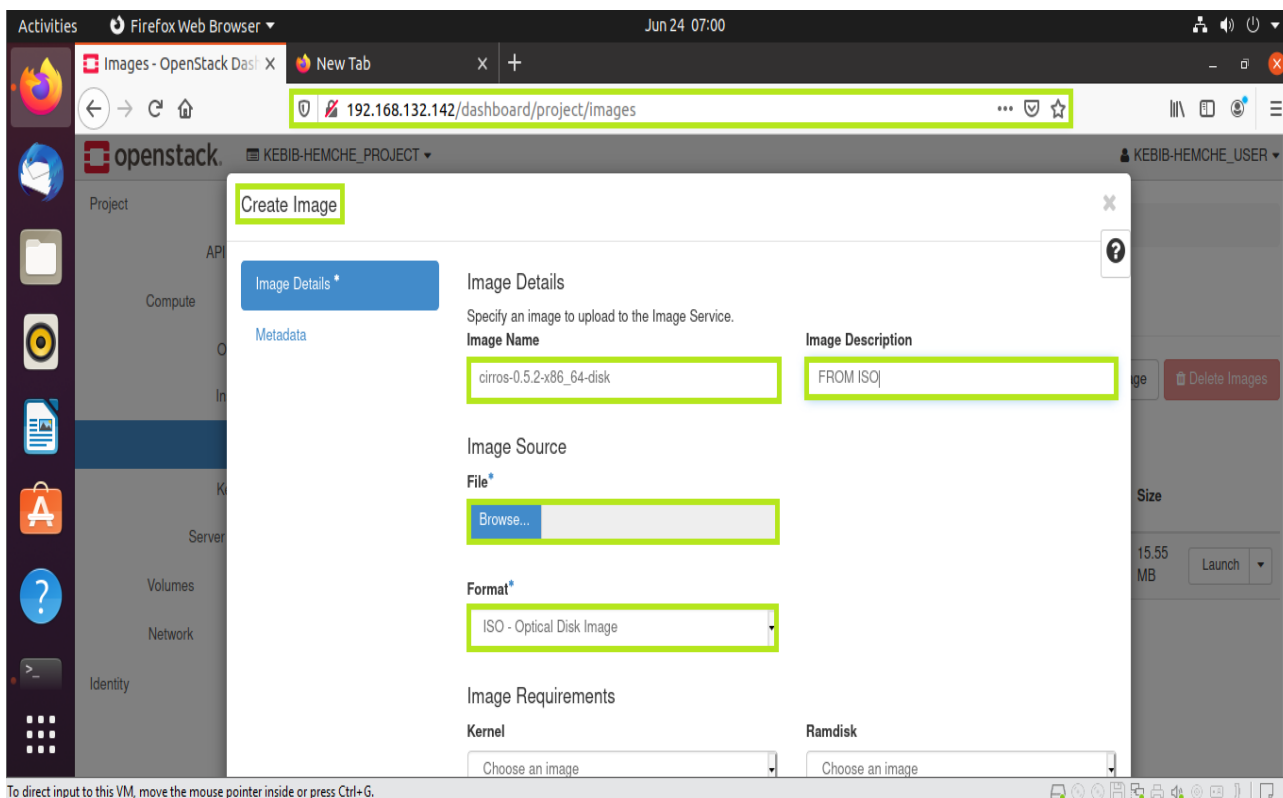 Activities Firefox Web Browser Jun 24 07:00
Images - OpenStack Das New Tab
192.168.132.142/dashboard/project/images
openstack. KEBIB-HEMCHE_PROJECT KEBIB-HEMCHE_USER
Project
API
Compute
O
In
Ke
Server
Volumes
Network
Identity
Create Image
Image Details *
Metadata
Image Details
Specify an image to upload to the Image Service.
Image Name Image Description
cirros-0.5.2-x86_64-disk FROM ISO
Image Source
File*
Browse...
Format*
ISO - Optical Disk Image
Image Requirements
Kernel Ramdisk
Choose an image Choose an image
age Delete Images
Size
15.55
MB
Launch
To direct input to this VM, move the mouse pointer inside or press Ctrl+G.